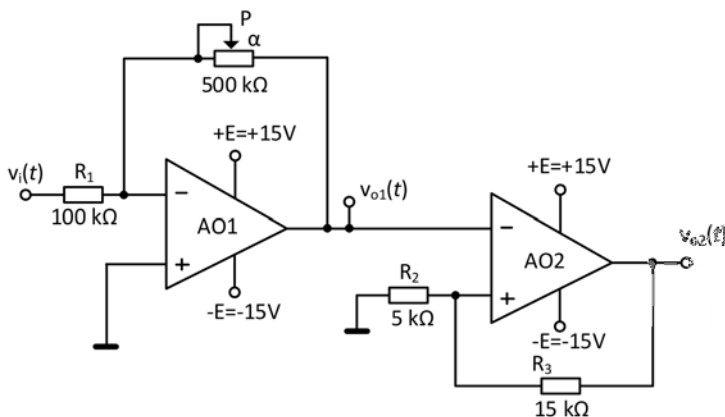 P
α
500 kΩ
+E=+15V
vi(t)
R1
100 kΩ
−
AO1
+
-E=-15V
vo1(t)
+E=+15V
−
AO2
+
vo2(t)
R2
5 kΩ
-E=-15V
R3
15 kΩ